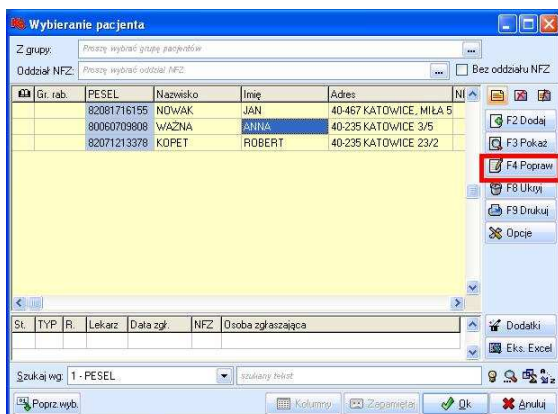 Wybieranie pacjenta
Z grupy: Proszę wybrać grupę pacjentów ...
Oddział NFZ: Proszę wybrać oddział NFZ ... Bez oddziału NFZ
Gr. rab. PESEL Nazwisko Imię Adres
82081716155 NOWAK JAN 40-467 KATOWICE, MIŁA 5
80060709808 WAŻNA ANNA 40-235 KATOWICE 3/5
82071213378 KOPET ROBERT 40-235 KATOWICE 23/2
F2 Dodaj
F3 Pokaż
F4 Popraw
F8 Ukryj
F9 Drukuj
Opcje
St. TYP R. Lekarz Data zgł. NFZ Osoba zgłaszająca
Dodatki
Eks. Excel
Szukaj wg: 1 - PESEL szukany tekst
Poprz.wyb. Kolumny Zapamiętaj Ok Anuluj